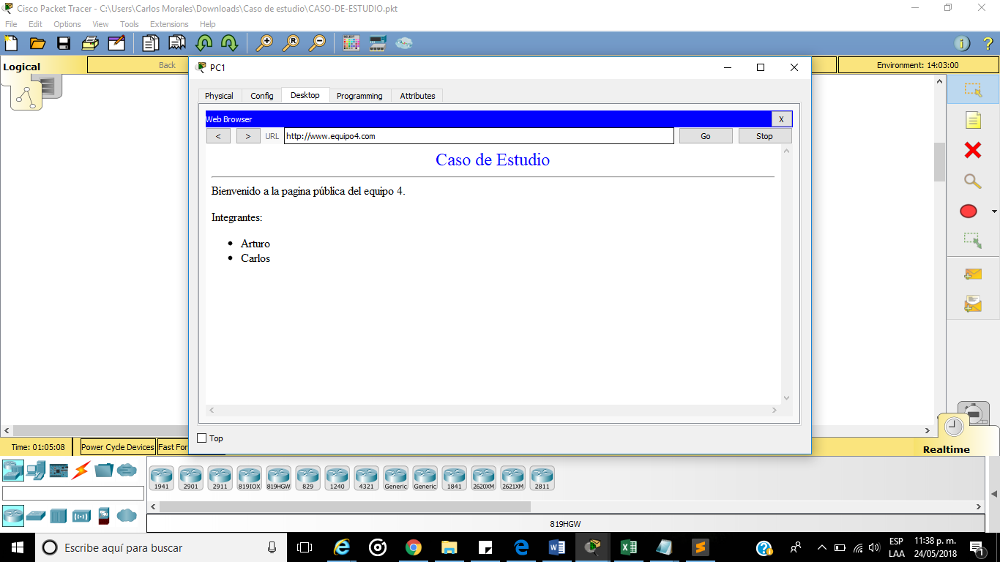 Cisco Packet Tracer - C:\Users\Carlos Morales\Downloads\Caso de estudio\CASO-DE-ESTUDIO.pkt
File Edit Options View Tools Extensions Help
SELECT
R
i ?
Logical
Back
Environment: 14:03:00
PC1
Physical Config Desktop Programming Attributes
Web Browser X
< > URL http://www.equipo4.com Go Stop
Caso de Estudio
Bienvenido a la pagina pública del equipo 4.
Integrantes:
• Arturo
• Carlos
Top
Time: 01:05:08 Power Cycle Devices Fast For
Realtime
1941 2901 2911 819IOX 819HGW 829 1240 4321 Generic Generic 1841 2620XM 2621XM 2811
819HGW
Escribe aquí para buscar
ESP
LAA
11:38 p. m.
24/05/2018
1